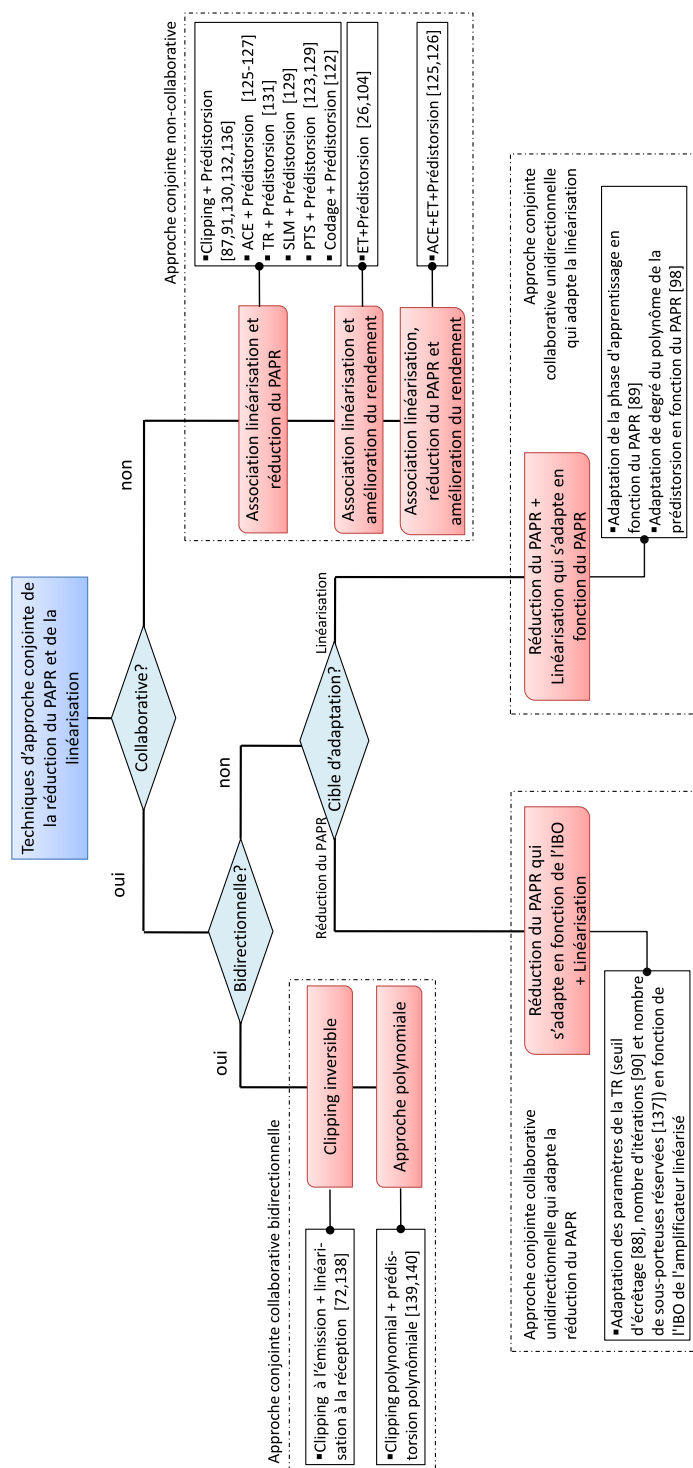 Techniques d'approche conjointe de
la réduction du PAPR et de la
linéarisation
Collaborative?
oui
non
Bidirectionnelle?
oui
non
Cible d'adaptation?
Réduction du PAPR
Linéarisation
Approche conjointe collaborative bidirectionnelle
Clipping inversible
▪Clipping à l'émission + linéari-
sation à la réception [72,138]
Approche polynomiale
▪Clipping polynomial + prédis-
torsion polynômiale [139,140]
Approche conjointe non-collaborative
Association linéarisation et
réduction du PAPR
▪Clipping + Prédistorsion
[87,91,130,132,136]
▪ACE + Prédistorsion [125-127]
▪TR + Prédistorsion [131]
▪SLM + Prédistorsion [129]
▪PTS + Prédistorsion [123,129]
▪Codage + Prédistorsion [122]
Association linéarisation et
amélioration du rendement
▪ET+Prédistorsion [26,104]
Association linéarisation,
réduction du PAPR et
amélioration du rendement
▪ACE+ET+Prédistorsion [125,126]
Approche conjointe collaborative
unidirectionnelle qui adapte la
réduction du PAPR
Réduction du PAPR qui
s'adapte en fonction de l'IBO
+ Linéarisation
▪Adaptation des paramètres de la TR (seuil
d'écrêtage [88], nombre d'itérations [90] et nombre
de sous-porteuses réservées [137]) en fonction de
l'IBO de l'amplificateur linéarisé
Approche conjointe
collaborative unidirectionnelle
qui adapte la linéarisation
Réduction du PAPR +
Linéarisation qui s'adapte en
fonction du PAPR
▪Adaptation de la phase d'apprentissage en
fonction du PAPR [89]
▪Adaptation de degré du polynôme de la
prédistorsion en fonction du PAPR [98]